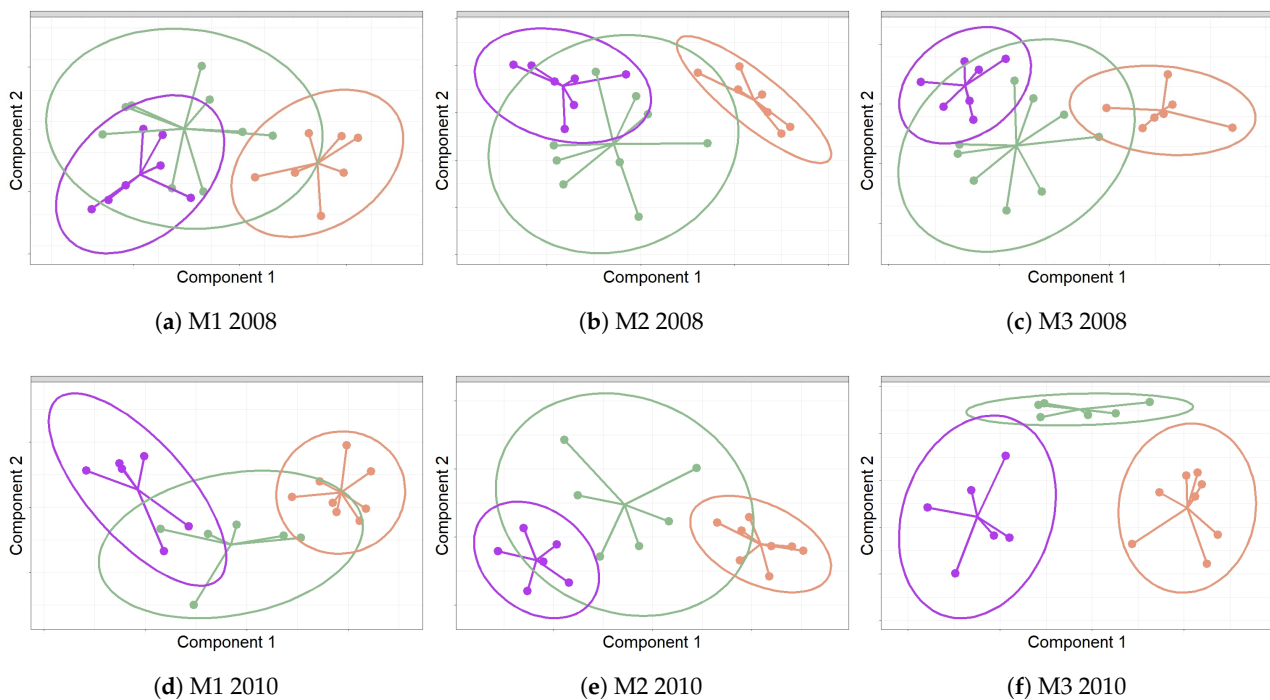 Component 2
Component 1
(a) M1 2008
Component 2
Component 1
(b) M2 2008
Component 2
Component 1
(c) M3 2008
Component 2
Component 1
(d) M1 2010
Component 2
Component 1
(e) M2 2010
Component 2
Component 1
(f) M3 2010